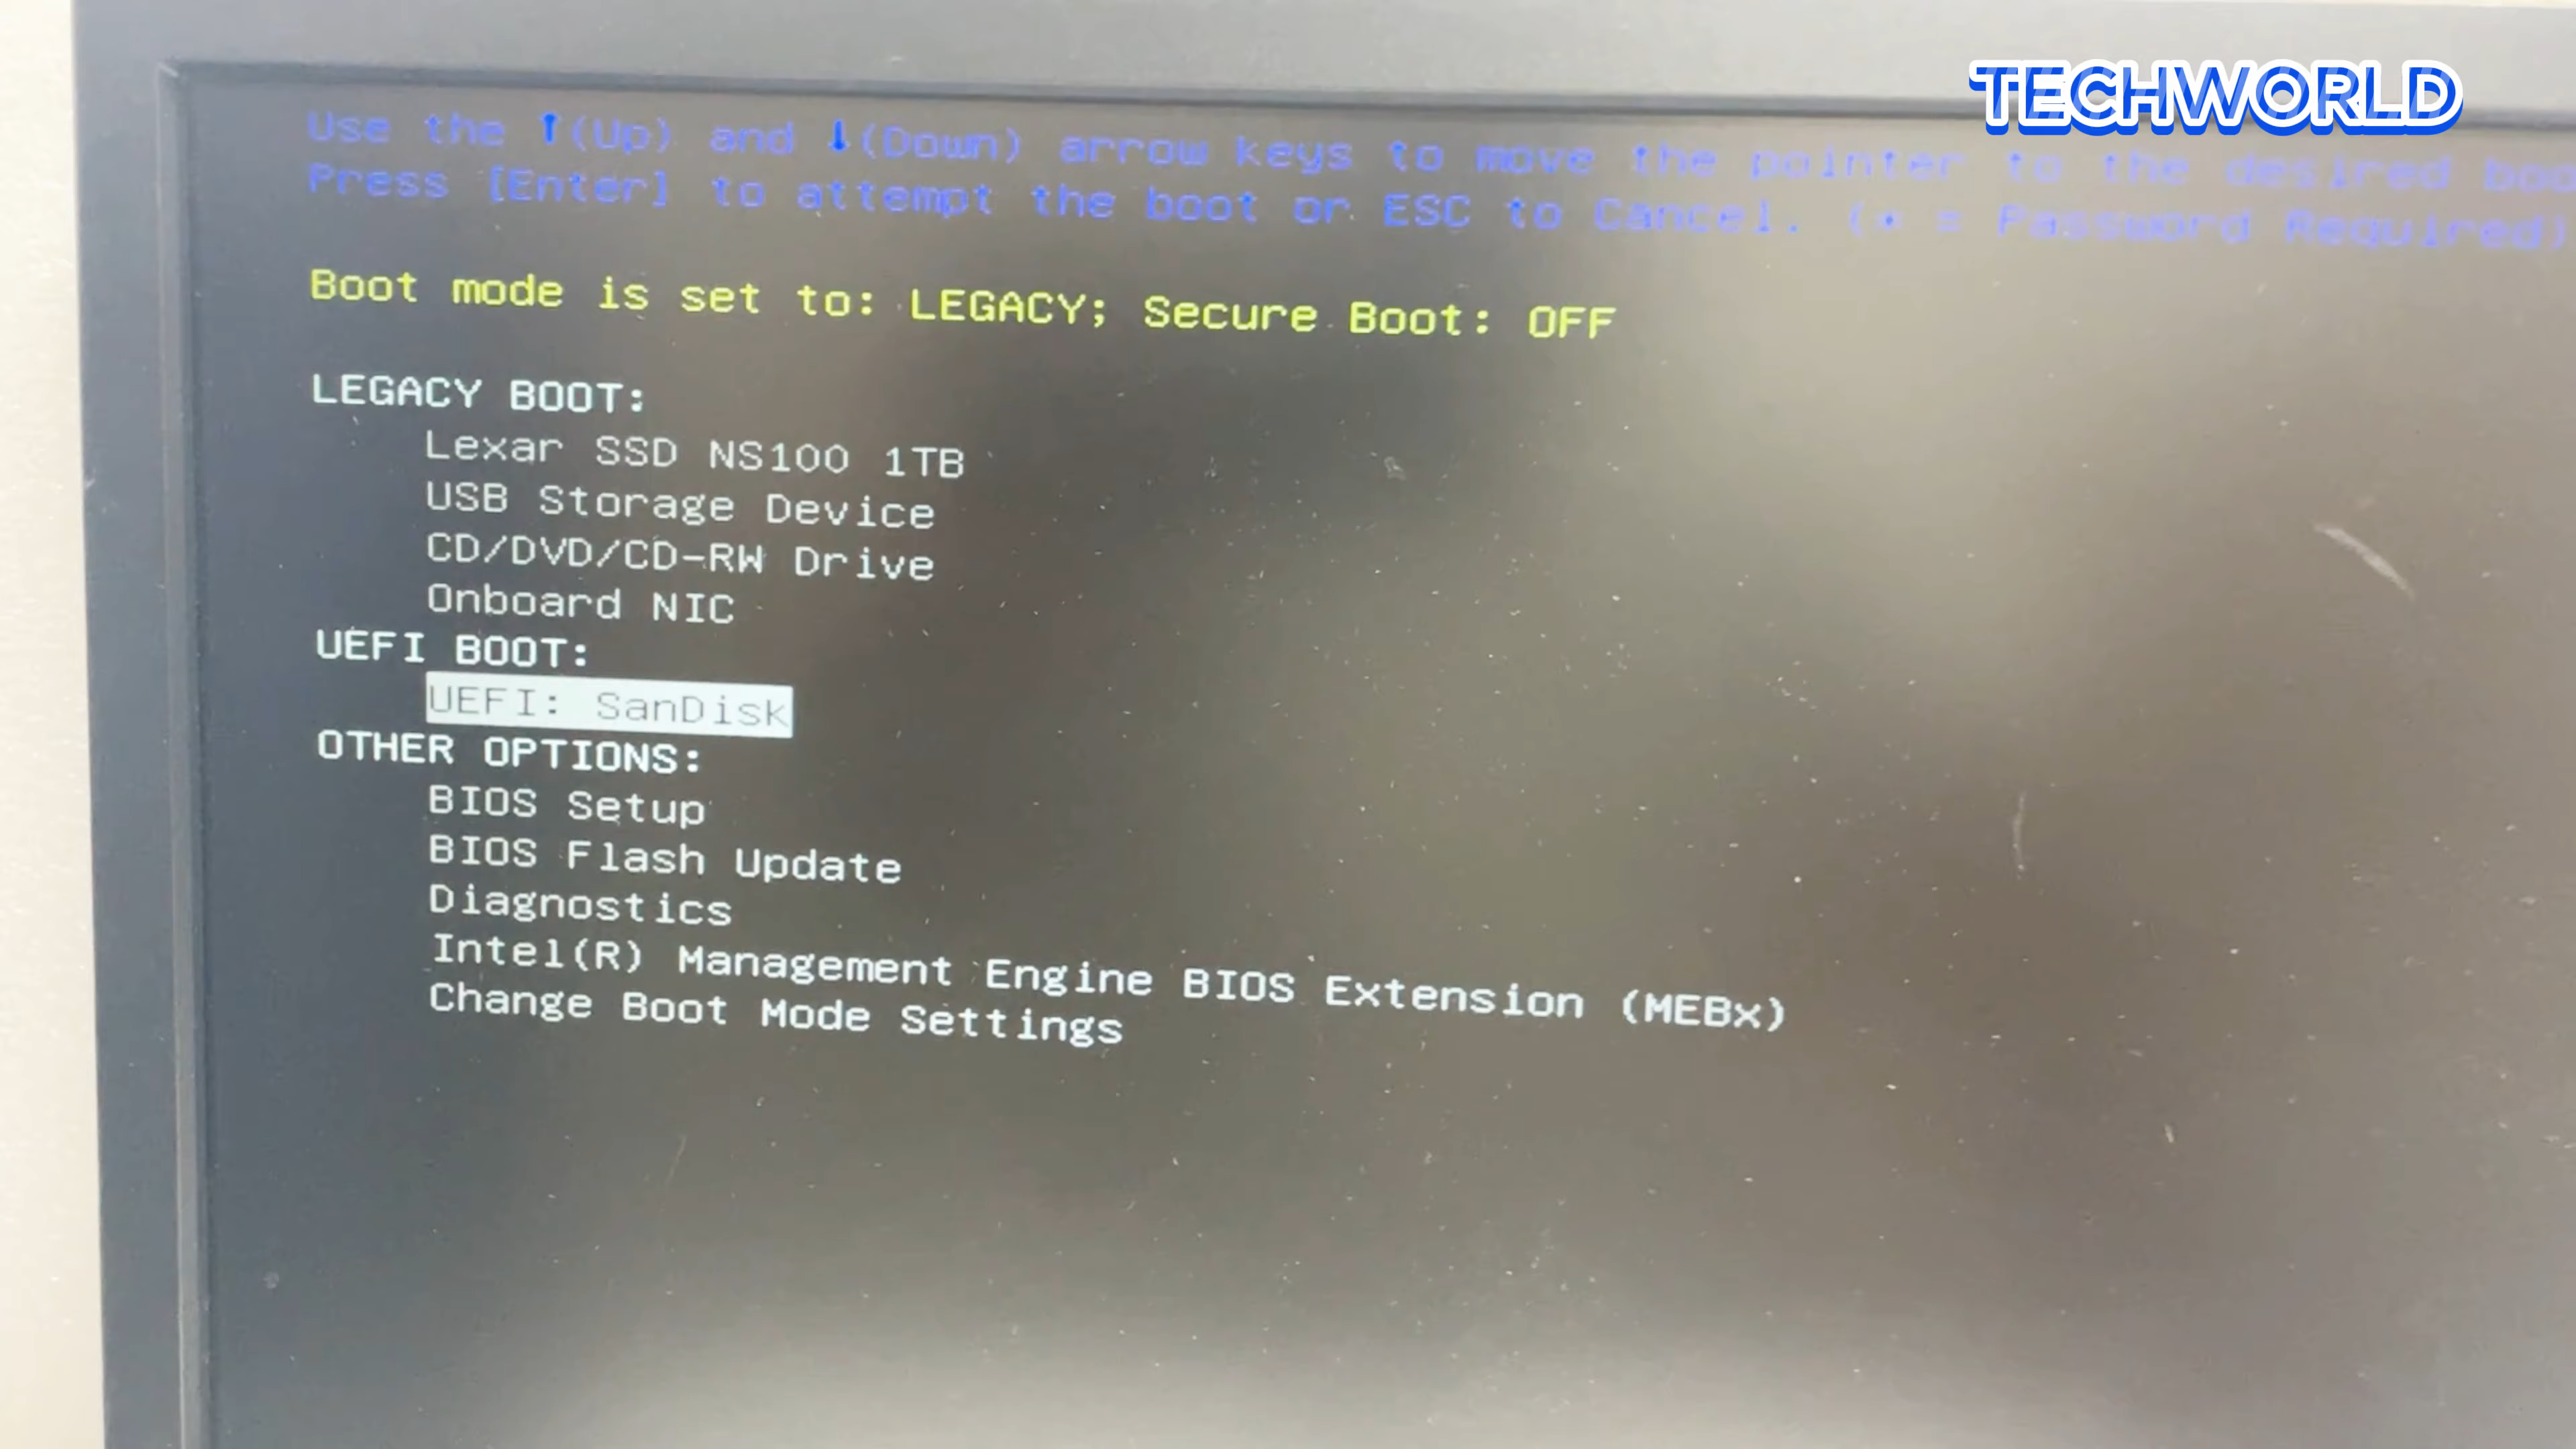 TECHWORLD
Use the ↑(Up) and ↓(Down) arrow keys to move the pointer to the desired boo
Press [Enter] to attempt the boot or ESC to Cancel. (* = Password Required)
Boot mode is set to: LEGACY; Secure Boot: OFF
LEGACY BOOT:
Lexar SSD NS100 1TB
USB Storage Device
CD/DVD/CD-RW Drive
Onboard NIC
UEFI BOOT:
UEFI: SanDisk
OTHER OPTIONS:
BIOS Setup
BIOS Flash Update
Diagnostics
Intel(R) Management Engine BIOS Extension (MEBx)
Change Boot Mode Settings